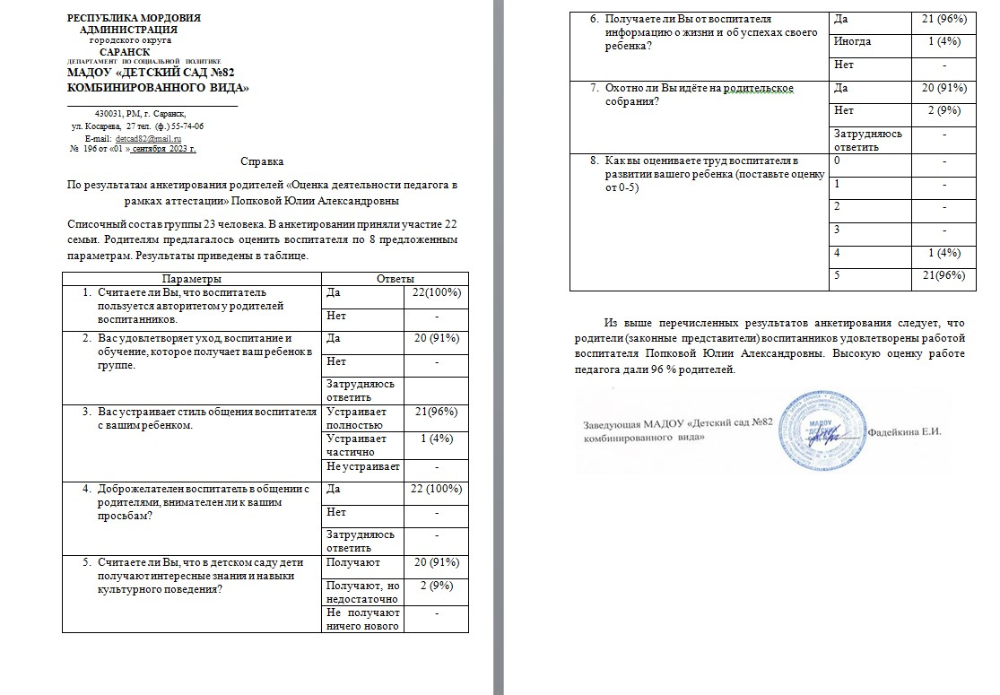 РЕСПУБЛИКА МОРДОВИЯ
АДМИНИСТРАЦИЯ
городского округа
САРАНСК
ДЕПАРТАМЕНТ ПО СОЦИАЛЬНОЙ ПОЛИТИКЕ
МАДОУ «ДЕТСКИЙ САД №82
КОМБИНИРОВАННОГО ВИДА»
430031, РМ, г. Саранск,
ул. Косарева, 27 тел. (ф.) 55-74-06
E-mail: detcad82@mail.ru
№ 196 от «01 » сентября 2023 г.
Справка
По результатам анкетирования родителей «Оценка деятельности педагога в
рамках аттестации» Попковой Юлии Александровны
Списочный состав группы 23 человека. В анкетировании приняли участие 22
семьи. Родителям предлагалось оценить воспитателя по 8 предложенным
параметрам. Результаты приведены в таблице.
Параметры Ответы
1. Считаете ли Вы, что воспитатель
пользуется авторитетом у родителей
воспитанников.
Да 22(100%)
Нет -
2. Вас удовлетворяет уход, воспитание и
обучение, которое получает ваш ребенок в
группе.
Да 20 (91%)
Нет -
Затрудняюсь
ответить
3. Вас устраивает стиль общения воспитателя
с вашим ребенком.
Устраивает 21(96%)
полностью
Устраивает 1 (4%)
частично
Не устраивает -
4. Доброжелателен воспитатель в общении с
родителями, внимателен ли к вашим
просьбам?
Да 22 (100%)
Нет -
Затрудняюсь -
ответить
5. Считаете ли Вы, что в детском саду дети
получают интересные знания и навыки
культурного поведения?
Получают 20 (91%)
Получают, но 2 (9%)
недостаточно
Не получают -
ничего нового
6. Получаете ли Вы от воспитателя
информацию о жизни и об успехах своего
ребенка?
Да 21 (96%)
Иногда 1 (4%)
Нет -
7. Охотно ли Вы идёте на родительское
собрания?
Да 20 (91%)
Нет 2 (9%)
Затрудняюсь -
ответить
8. Как вы оцениваете труд воспитателя в
развитии вашего ребенка (поставьте оценку
от 0-5)
0 -
1 -
2 -
3 -
4 1 (4%)
5 21(96%)
Из выше перечисленных результатов анкетирования следует, что
родители (законные представители) воспитанников удовлетворены работой
воспитателя Попковой Юлии Александровны. Высокую оценку работе
педагога дали 96 % родителей.
Заведующая МАДОУ «Детский сад №82
комбинированного вида»
Фадейкина Е.И.
МАДОУ